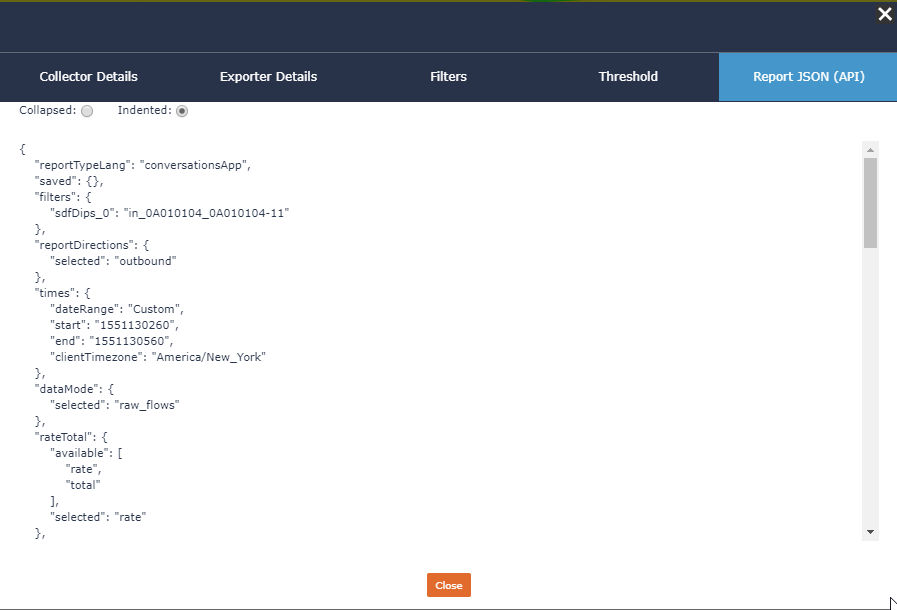 Collector Details Exporter Details Filters Threshold Report JSON (API)
Collapsed: Indented:
{
"reportTypeLang": "conversationsApp",
"saved": {},
"filters": {
"sdfDips_0": "in_0A010104_0A010104-11"
},
"reportDirections": {
"selected": "outbound"
},
"times": {
"dateRange": "Custom",
"start": "1551130260",
"end": "1551130560",
"clientTimezone": "America/New_York"
},
"dataMode": {
"selected": "raw_flows"
},
"rateTotal": {
"available": [
"rate",
"total"
],
"selected": "rate"
},
Close